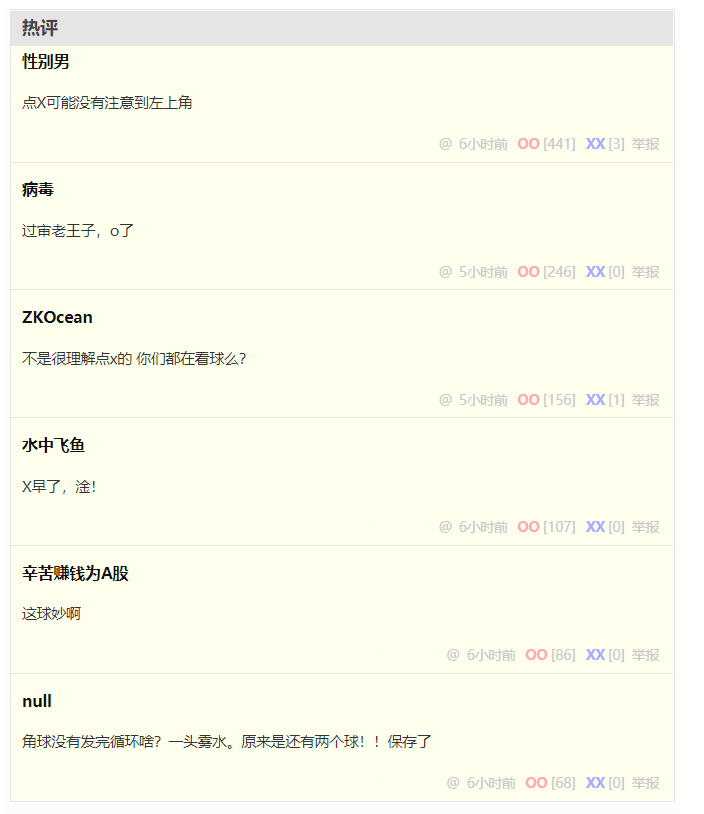 热评
性别男
点X可能没有注意到左上角
@ 6小时前 OO [441] XX [3] 举报
病毒
过审老王子，o了
@ 5小时前 OO [246] XX [0] 举报
ZKOcean
不是很理解点x的 你们都在看球么？
@ 5小时前 OO [156] XX [1] 举报
水中飞鱼
X早了，淦！
@ 6小时前 OO [107] XX [0] 举报
辛苦赚钱为A股
这球妙啊
@ 6小时前 OO [86] XX [0] 举报
null
角球没有发完循环啥？一头雾水。原来是还有两个球！！保存了
@ 6小时前 OO [68] XX [0] 举报